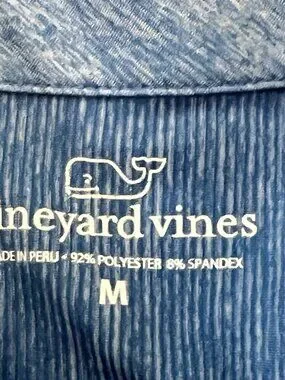 ineyard vines
ADE IN PERU - 92% POLYESTER 8% SPANDEX
M